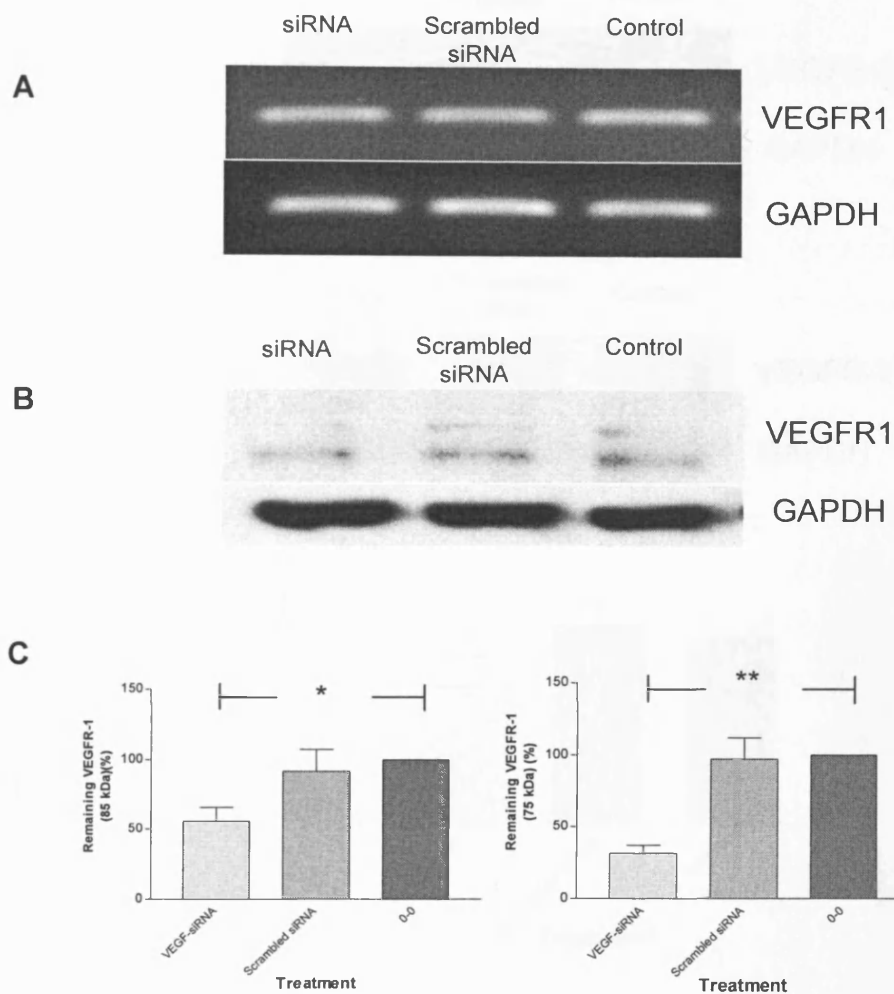 siRNA Scrambled siRNA Control
A
VEGFR1
GAPDH
siRNA Scrambled siRNA Control
B
VEGFR1
GAPDH
C
Remaining VEGFR-1 (85 kDa)(%)
150
100
50
0
*
VEGF-siRNA
Scrambled siRNA
0-0
Treatment
Remaining VEGFR-1 (75 kDa) (%)
150
100
50
0
**
VEGF-siRNA
Scrambled siRNA
0-0
Treatment